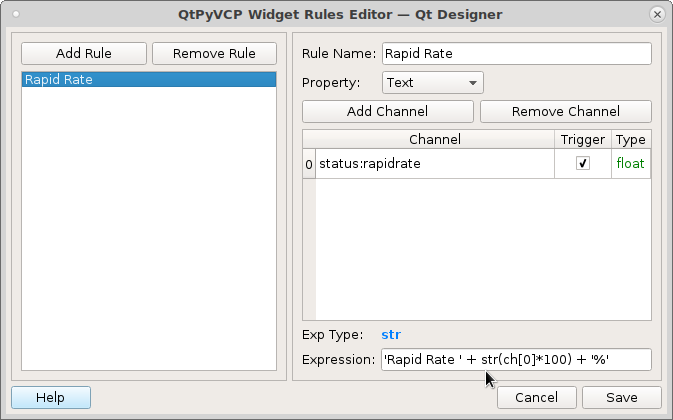 QtPyVCP Widget Rules Editor — Qt Designer
Add Rule Remove Rule
Rapid Rate
Rule Name: Rapid Rate
Property: Text
Add Channel Remove Channel
Channel Trigger Type
0 status:rapidrate float
Exp Type: str
Expression: 'Rapid Rate ' + str(ch[0]*100) + '%'
Help Cancel Save